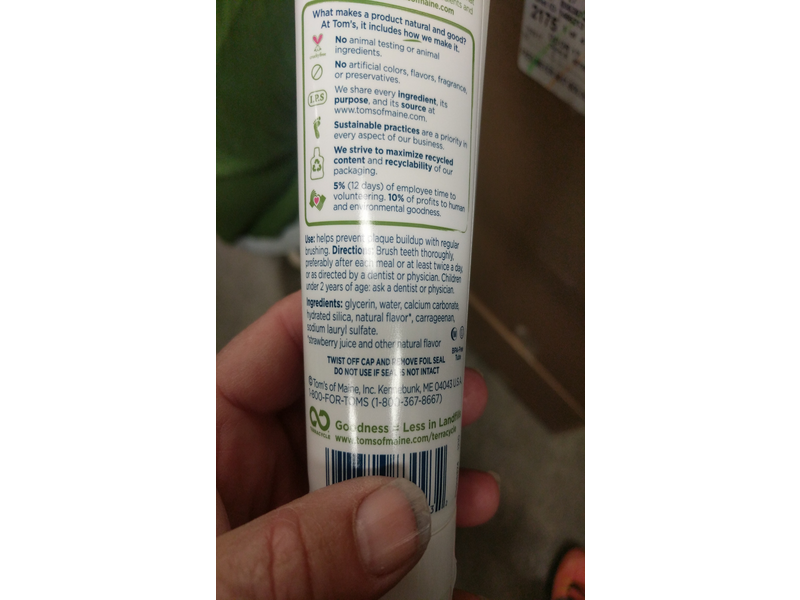 ofmaine.com
What makes a product natural and good?
At Tom's, it includes how we make it.
No animal testing or animal
ingredients.
No artificial colors, flavors, fragrance,
or preservatives.
I.P.S
We share every ingredient, its
purpose, and its source at
www.tomsofmaine.com.
Sustainable practices are a priority in
every aspect of our business.
We strive to maximize recycled
content and recyclability of our
packaging.
5% (12 days) of employee time to
volunteering. 10% of profits to human
and environmental goodness.
Use: helps prevent plaque buildup with regular
brushing. Directions: Brush teeth thoroughly,
preferably after each meal or at least twice a day
or as directed by a dentist or physician. Children
under 2 years of age: ask a dentist or physician.
Ingredients: glycerin, water, calcium carbonate,
hydrated silica, natural flavor*, carrageenan,
sodium lauryl sulfate.
*strawberry juice and other natural flavor
BPA-Free
Tube
TWIST OFF CAP AND REMOVE FOIL SEAL
DO NOT USE IF SEAL IS NOT INTACT
©Tom's of Maine, Inc. Kennebunk, ME 04043 U.S.A.
1-800-FOR-TOMS (1-800-367-8667)
Goodness = Less in Landfills
www.tomsofmaine.com/terracycle
2175